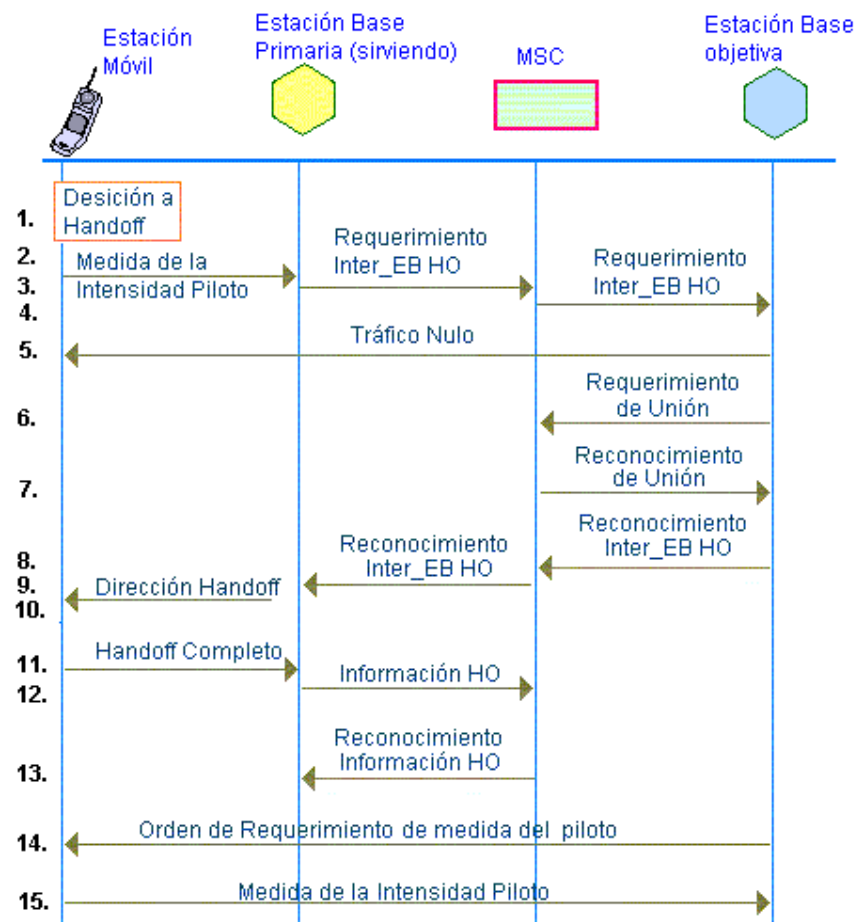 Estación
Móvil
Estación Base
Primaria (sirviendo)
MSC
Estación Base
objetiva
1.
Desición a
Handoff
2.
Medida de la
Intensidad Piloto
3.
Requerimiento
Inter_EB HO
4.
Requerimiento
Inter_EB HO
5.
Tráfico Nulo
6.
Requerimiento
de Unión
7.
Reconocimiento
de Unión
8.
Reconocimiento
Inter_EB HO
9.
Reconocimiento
Inter_EB HO
10.
Dirección Handoff
11.
Handoff Completo
12.
Información HO
13.
Reconocimiento
Información HO
14.
Orden de Requerimiento de medida del piloto
15.
Medida de la Intensidad Piloto